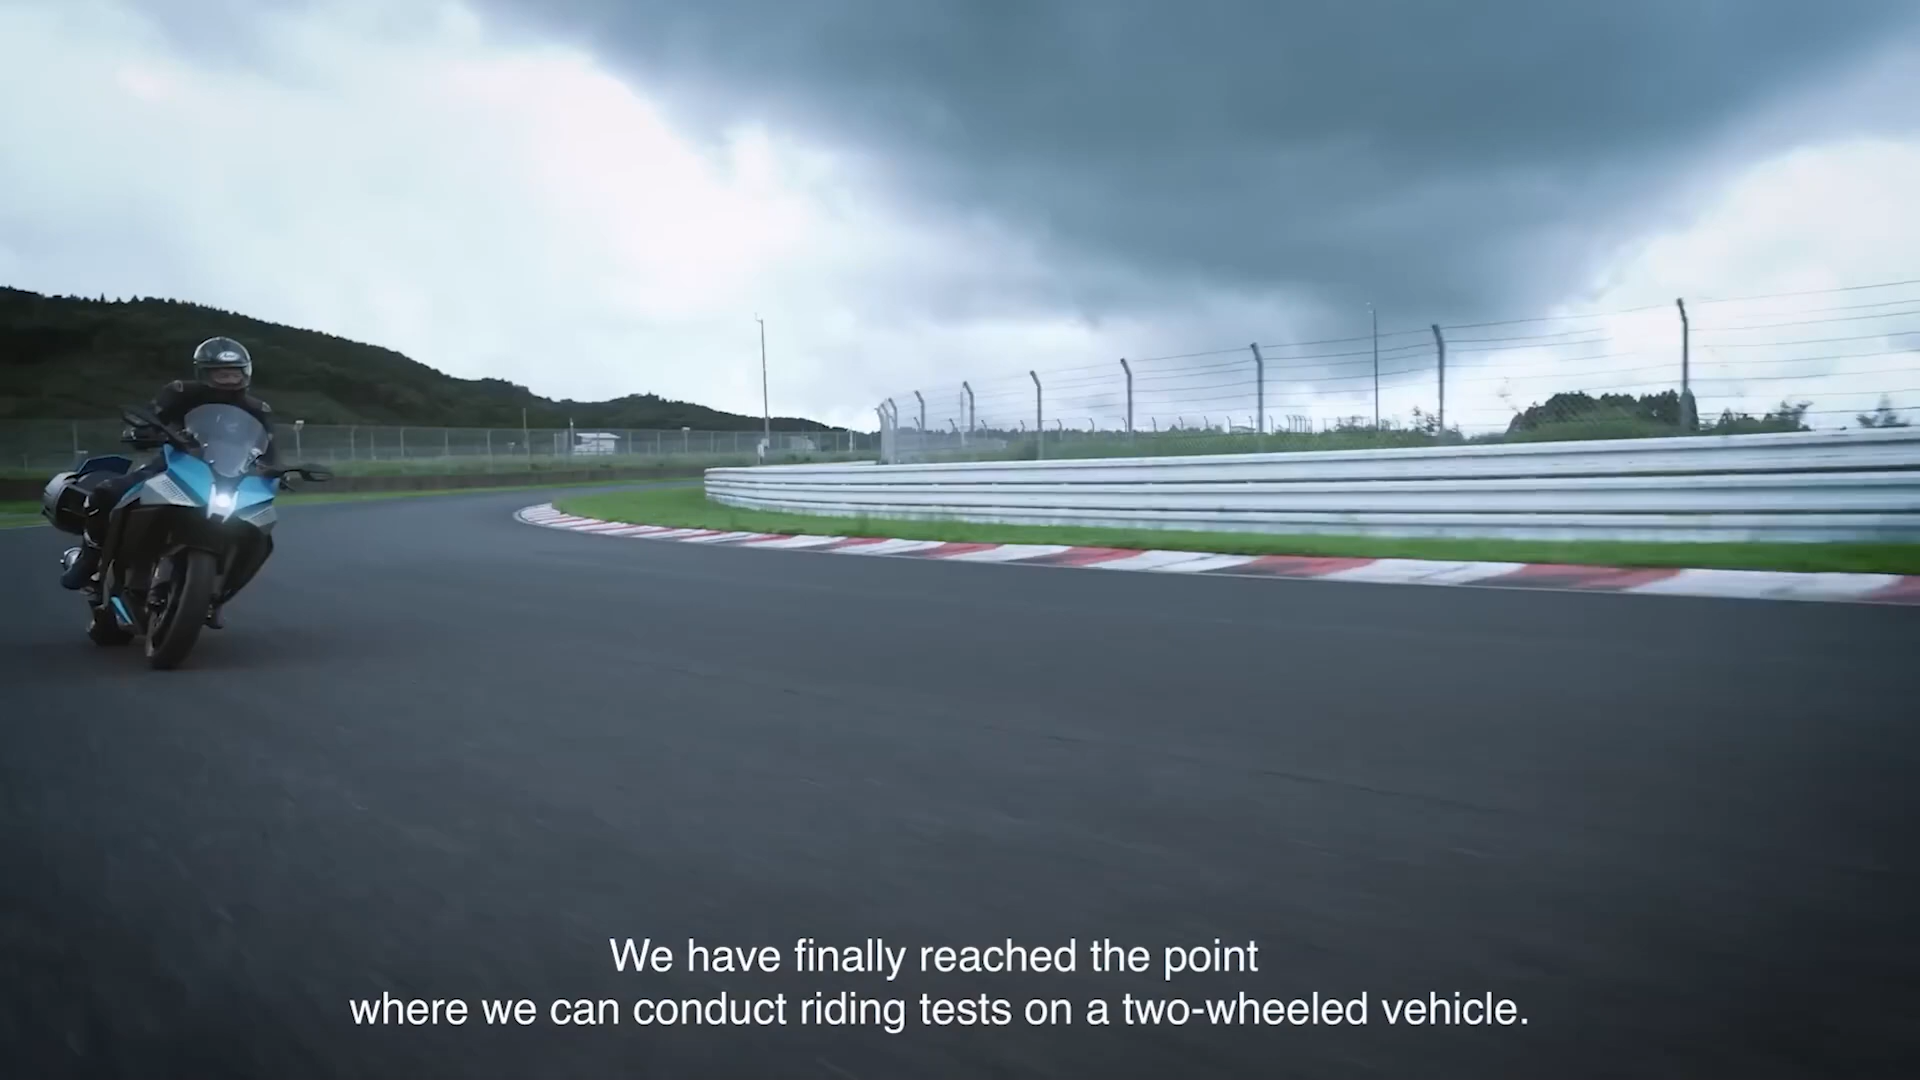 We have finally reached the point
where we can conduct riding tests on a two-wheeled vehicle.